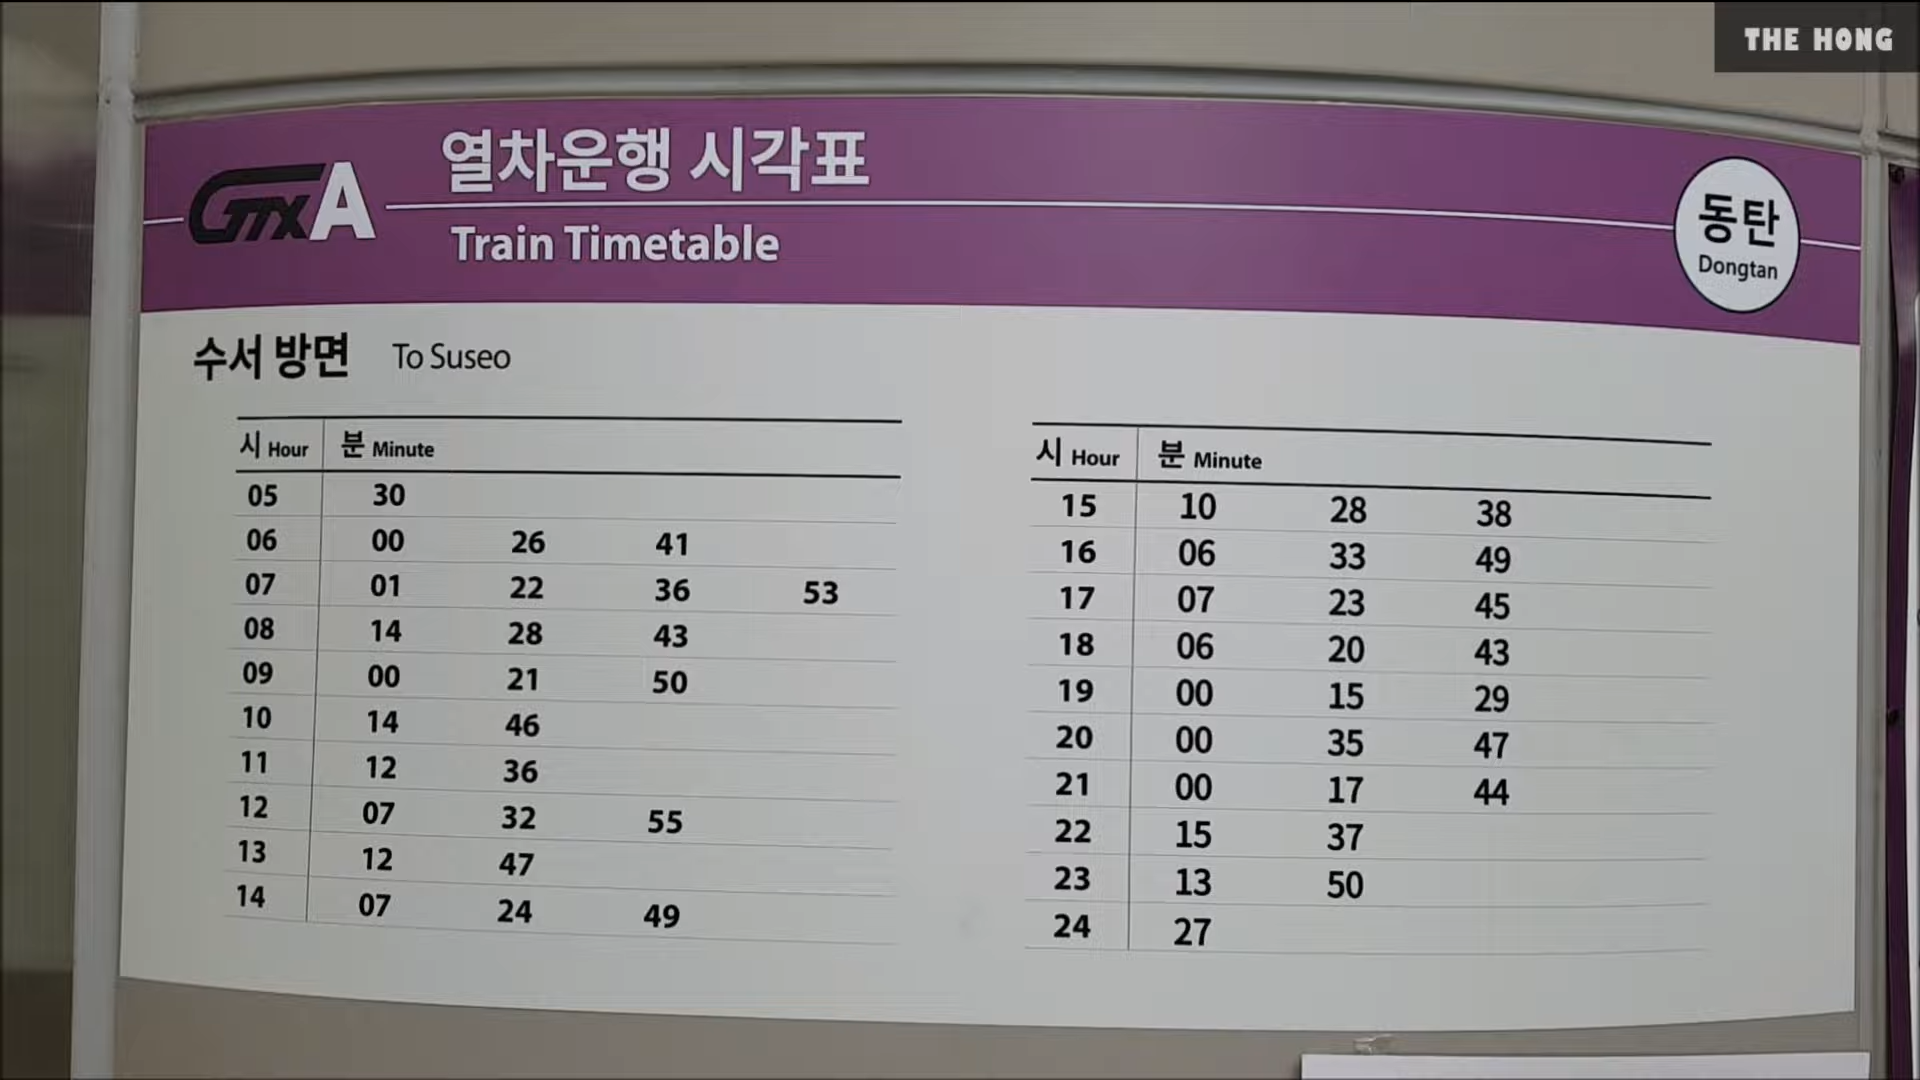 THE HONG
GTX A 열차운행 시각표
Train Timetable
동탄
Dongtan
수서 방면 To Suseo
시 Hour 분 Minute
05 30
06 00 26 41
07 01 22 36 53
08 14 28 43
09 00 21 50
10 14 46
11 12 36
12 07 32 55
13 12 47
14 07 24 49
시 Hour 분 Minute
15 10 28 38
16 06 33 49
17 07 23 45
18 06 20 43
19 00 15 29
20 00 35 47
21 00 17 44
22 15 37
23 13 50
24 27